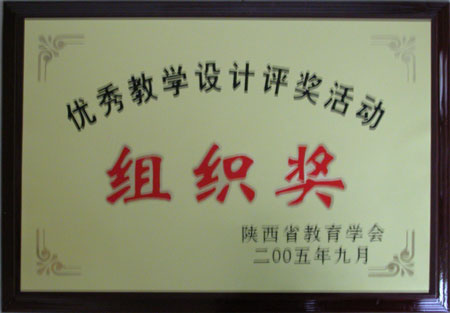 优秀教学设计评奖活动
组织奖
陕西省教育学会
二00五年九月